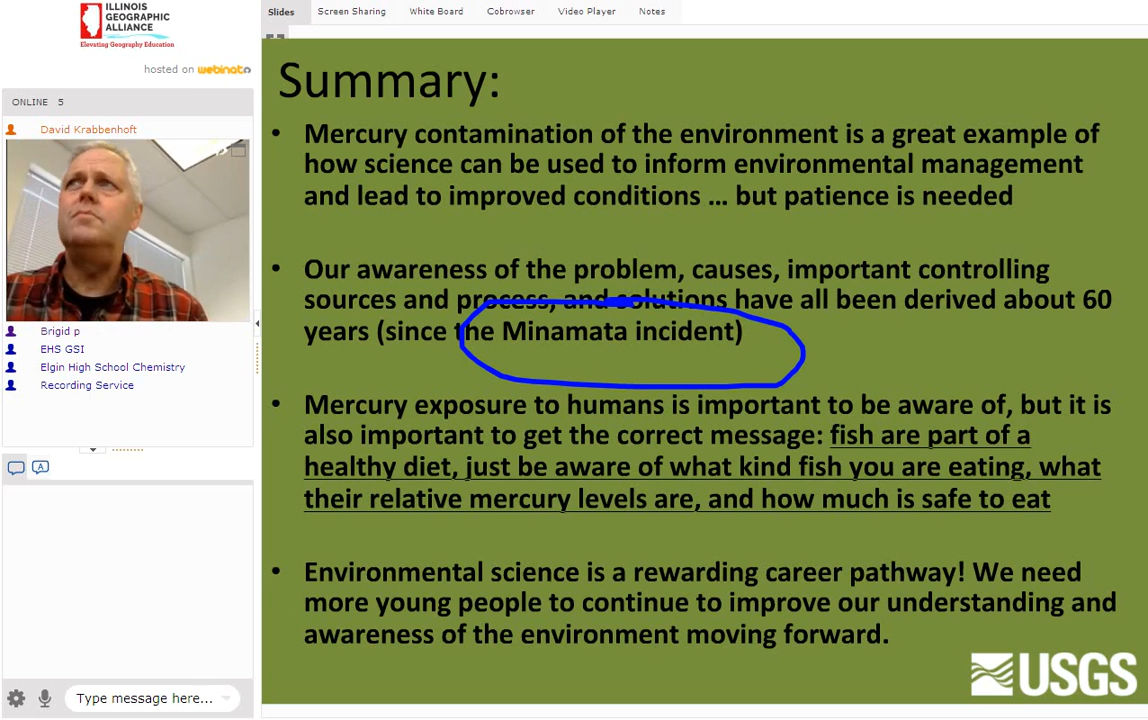 ILLINOIS
GEOGRAPHIC
ALLIANCE
Elevating Geography Education
hosted on webinato
ONLINE 5
David Krabbenhoft
Brigid p
EHS GSI
Elgin High School Chemistry
Recording Service
A
Type message here...
Slides Screen Sharing White Board Cobrowser Video Player Notes
Summary:
• Mercury contamination of the environment is a great example of
how science can be used to inform environmental management
and lead to improved conditions … but patience is needed
• Our awareness of the problem, causes, important controlling
sources and process, and solutions have all been derived about 60
years (since the Minamata incident)
• Mercury exposure to humans is important to be aware of, but it is
also important to get the correct message: fish are part of a
healthy diet, just be aware of what kind fish you are eating, what
their relative mercury levels are, and how much is safe to eat
• Environmental science is a rewarding career pathway! We need
more young people to continue to improve our understanding and
awareness of the environment moving forward.
USGS